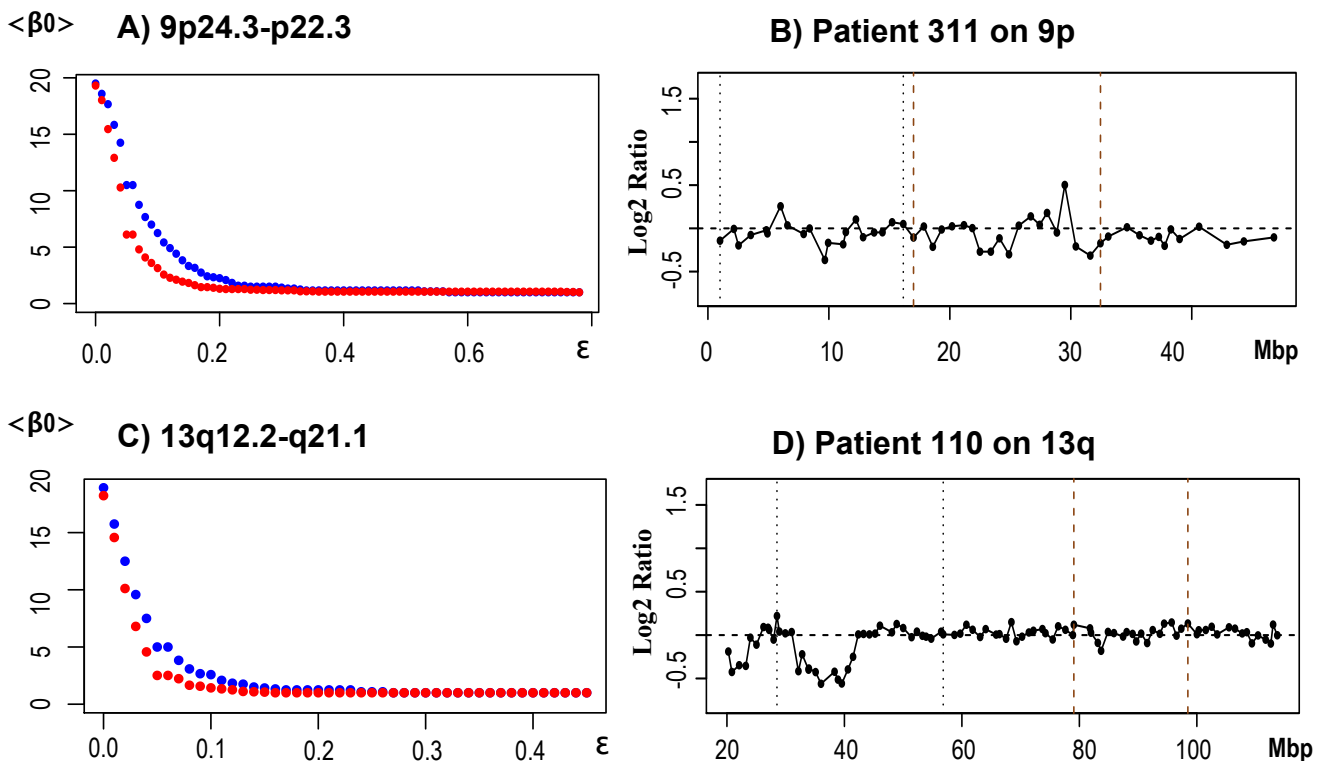 <β0> A) 9p24.3-p22.3
20
15
10
5
0
0.0 0.2 0.4 0.6 ε
B) Patient 311 on 9p
Log2 Ratio
1.5
0.5
-0.5
0 10 20 30 40 Mbp
<β0> C) 13q12.2-q21.1
20
15
10
5
0
0.0 0.1 0.2 0.3 0.4 ε
D) Patient 110 on 13q
Log2 Ratio
1.5
0.5
-0.5
20 40 60 80 100 Mbp